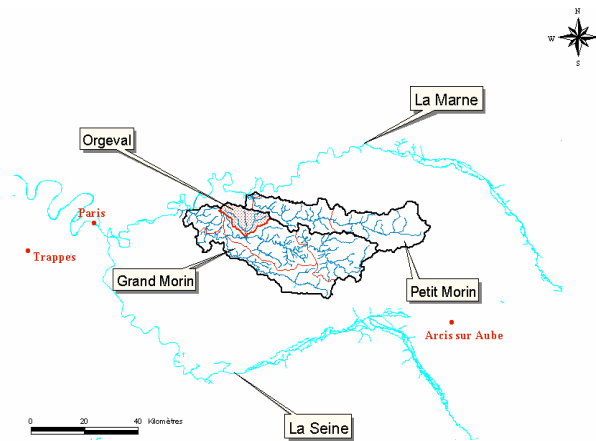 N
W
E
S
La Marne
Orgeval
Paris
Trappes
Grand Morin
Petit Morin
Arcis sur Aube
La Seine
0 20 40 Kilomètres